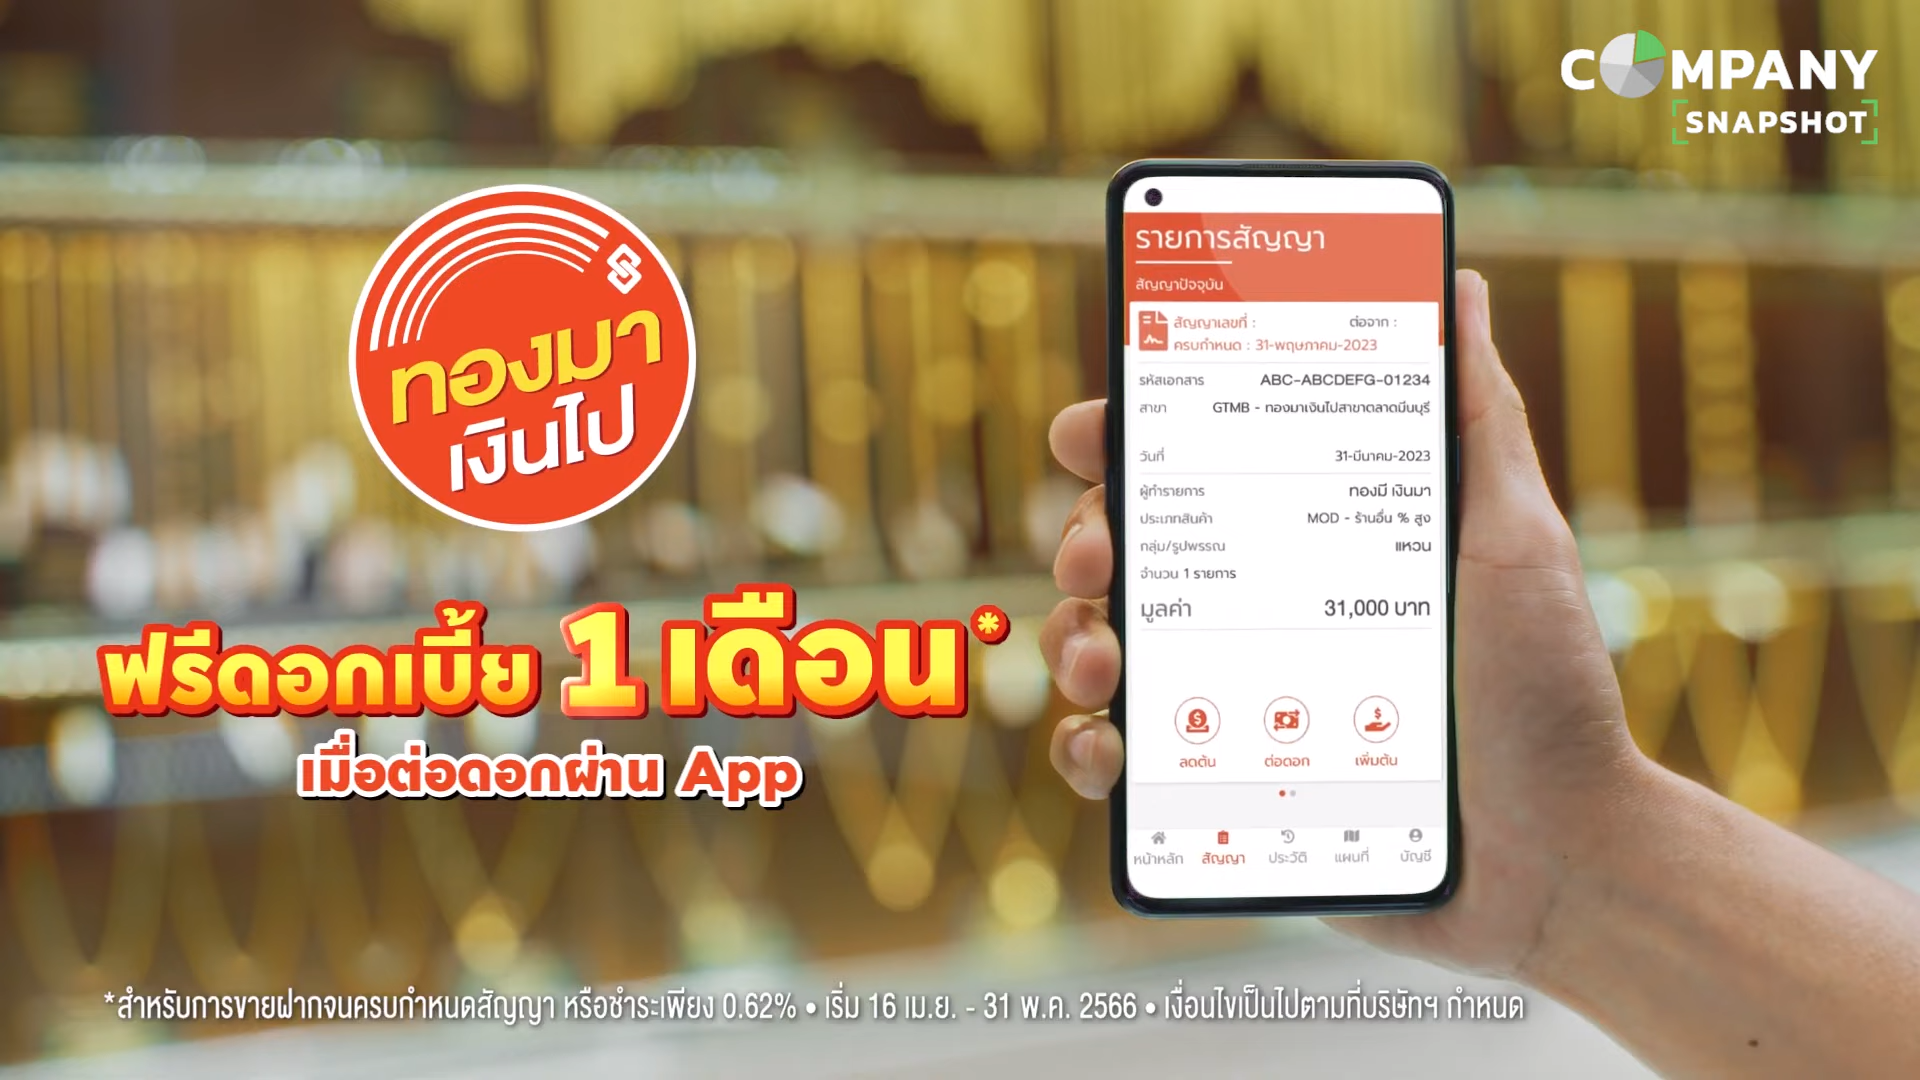 COMPANY
SNAPSHOT
ทองมา
เงินไป
ฟรีดอกเบี้ย 1 เดือน*
เมื่อต่อดอกผ่าน App
รายการสัญญา
สัญญาปัจจุบัน
สัญญาเลขที่ : ต่อจาก :
ครบกำหนด : 31-พฤษภาคม-2023
รหัสเอกสาร ABC-ABCDEFG-01234
สาขา GTMB - ทองมาเงินไปสาขาตลาดมีนบุรี
วันที่ 31-มีนาคม-2023
ผู้ทำรายการ ทองมี เงินมา
ประเภทสินค้า MOD - ร้านอื่น % สูง
กลุ่ม/รูปพรรณ แหวน
จำนวน 1 รายการ
มูลค่า 31,000 บาท
ลดต้น ต่อดอก เพิ่มต้น
หน้าหลัก สัญญา ประวัติ แผนที่ บัญชี
*สำหรับการขายฝากจนครบกำหนดสัญญา หรือชำระเพียง 0.62% • เริ่ม 16 เม.ย. - 31 พ.ค. 2566 • เงื่อนไขเป็นไปตามที่บริษัทฯ กำหนด